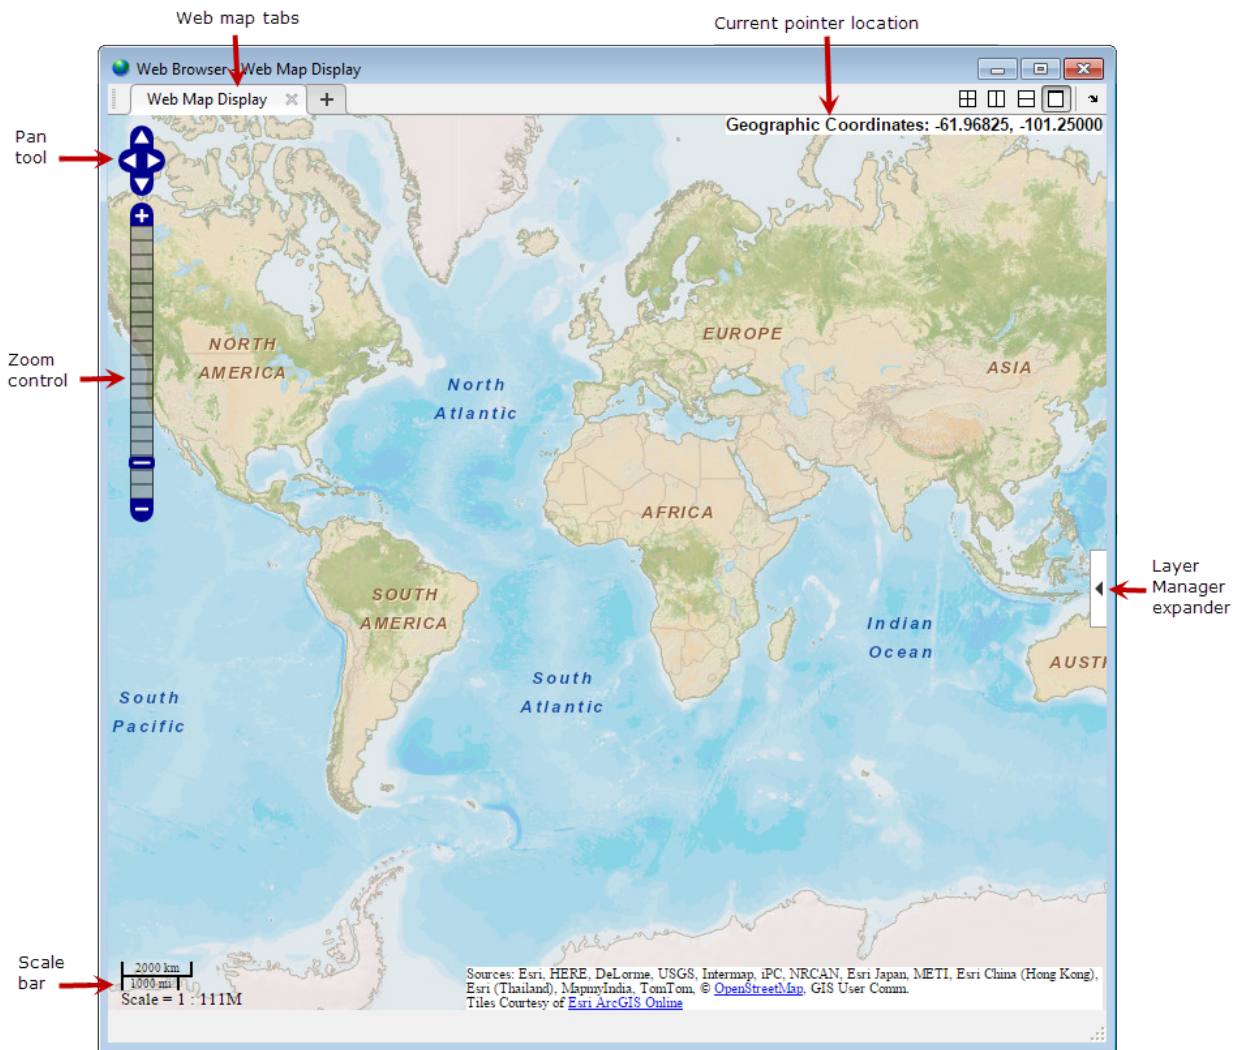 Web map tabs
Current pointer location
Web Browser - Web Map Display
Web Map Display
Geographic Coordinates: -61.96825, -101.25000
Pan
tool
Zoom
control
NORTH
AMERICA
EUROPE
ASIA
North
Atlantic
AFRICA
SOUTH
AMERICA
Indian
Ocean
Layer
Manager
expander
AUST
South
Atlantic
South
Pacific
Scale
bar
2000 km
1000 mi
Scale = 1 : 111M
Sources: Esri, HERE, DeLorme, USGS, Intermap, iPC, NRCAN, Esri Japan, METI, Esri China (Hong Kong),
Esri (Thailand), MapmyIndia, TomTom, © OpenStreetMap, GIS User Comm.
Tiles Courtesy of Esri ArcGIS Online